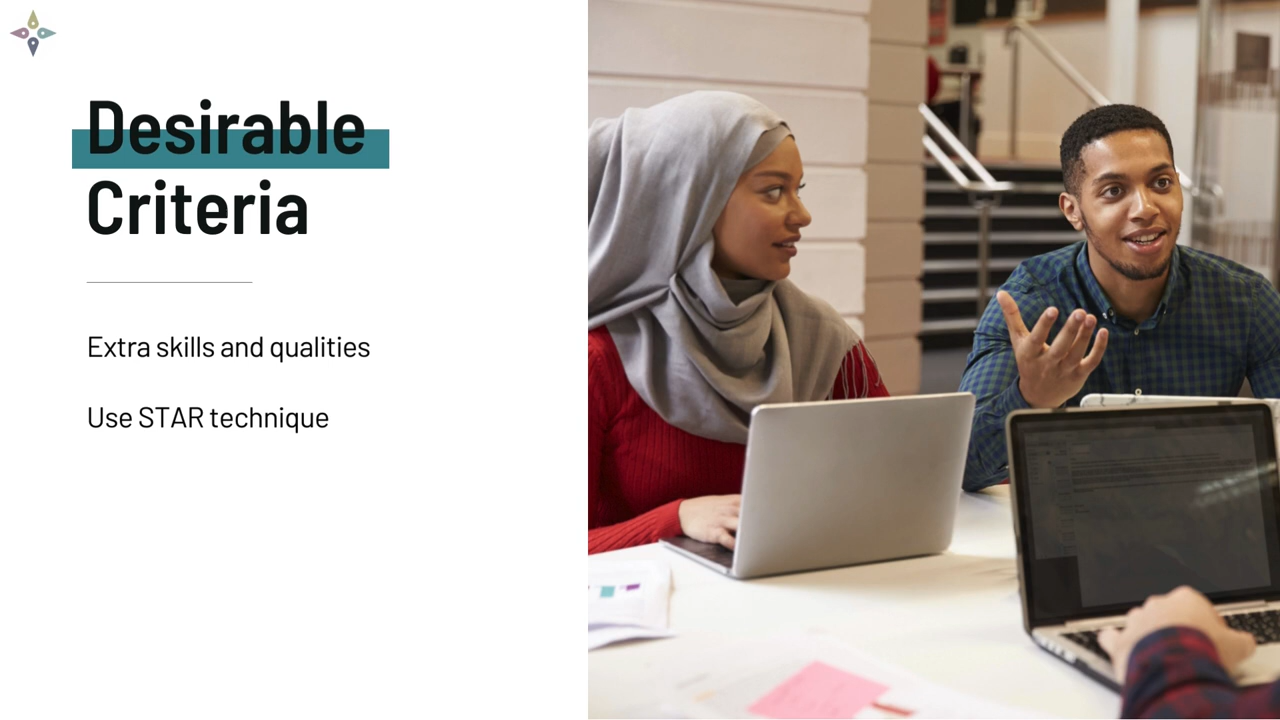 Desirable
Criteria
Extra skills and qualities
Use STAR technique